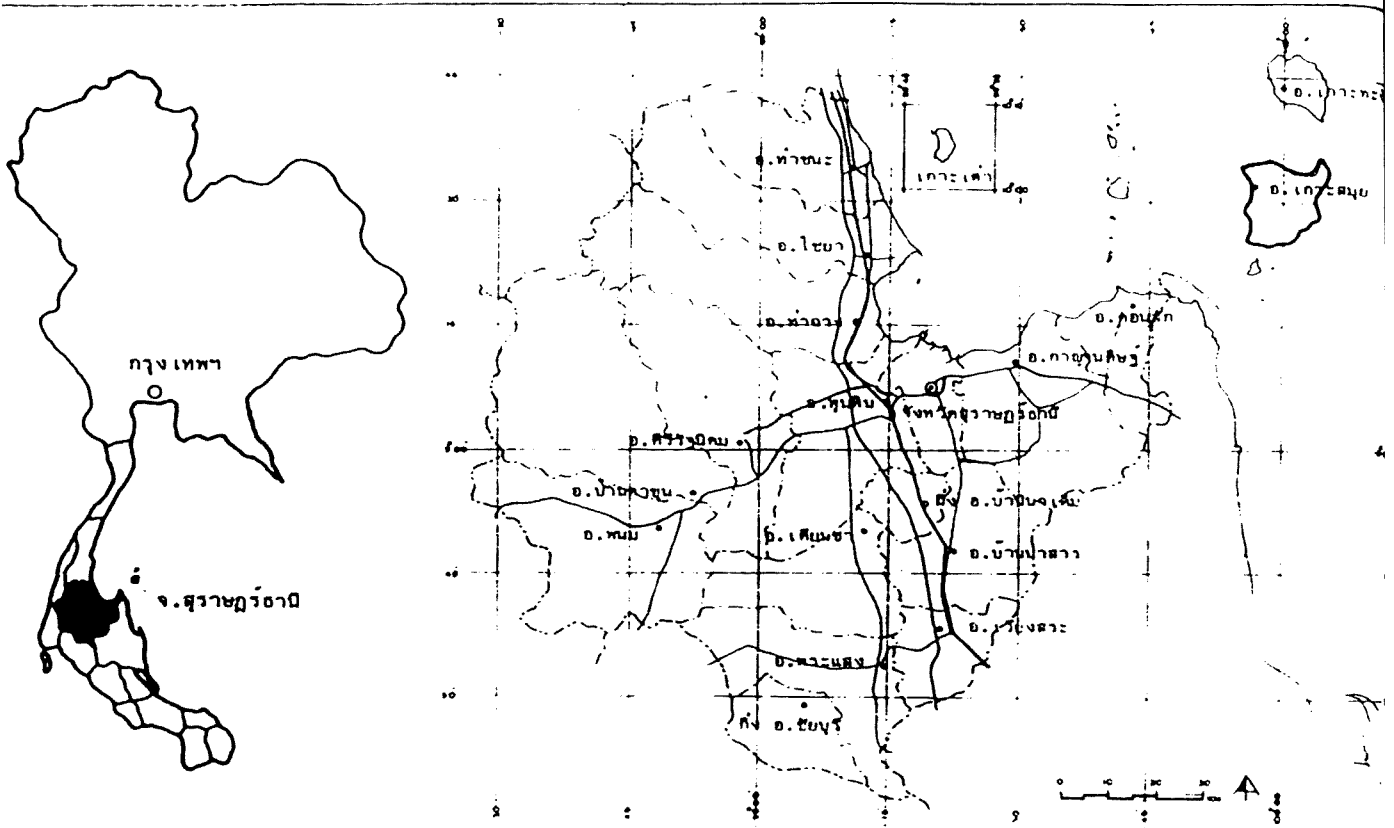 กรุงเทพฯ
จ.สุราษฎร์ธานี
อ.ท่าชนะ
เกาะเต่า
อ.เกาะสมุย
อ.ไชยา
อ.ท่าฉาง
อ.ดอนสัก
อ.กาญจนดิษฐ์
อ.พุนพิน
จังหวัดสุราษฎร์ธานี
อ.คีรีรัฐนิคม
อ.บ้านตาขุน
อ.พนม
อ.เคียนซา
กิ่ง อ.บ้านนาเดิม
อ.บ้านนาสาร
อ.เวียงสระ
อ.พระแสง
กิ่ง อ.ชัยบุรี
0 10 20 30